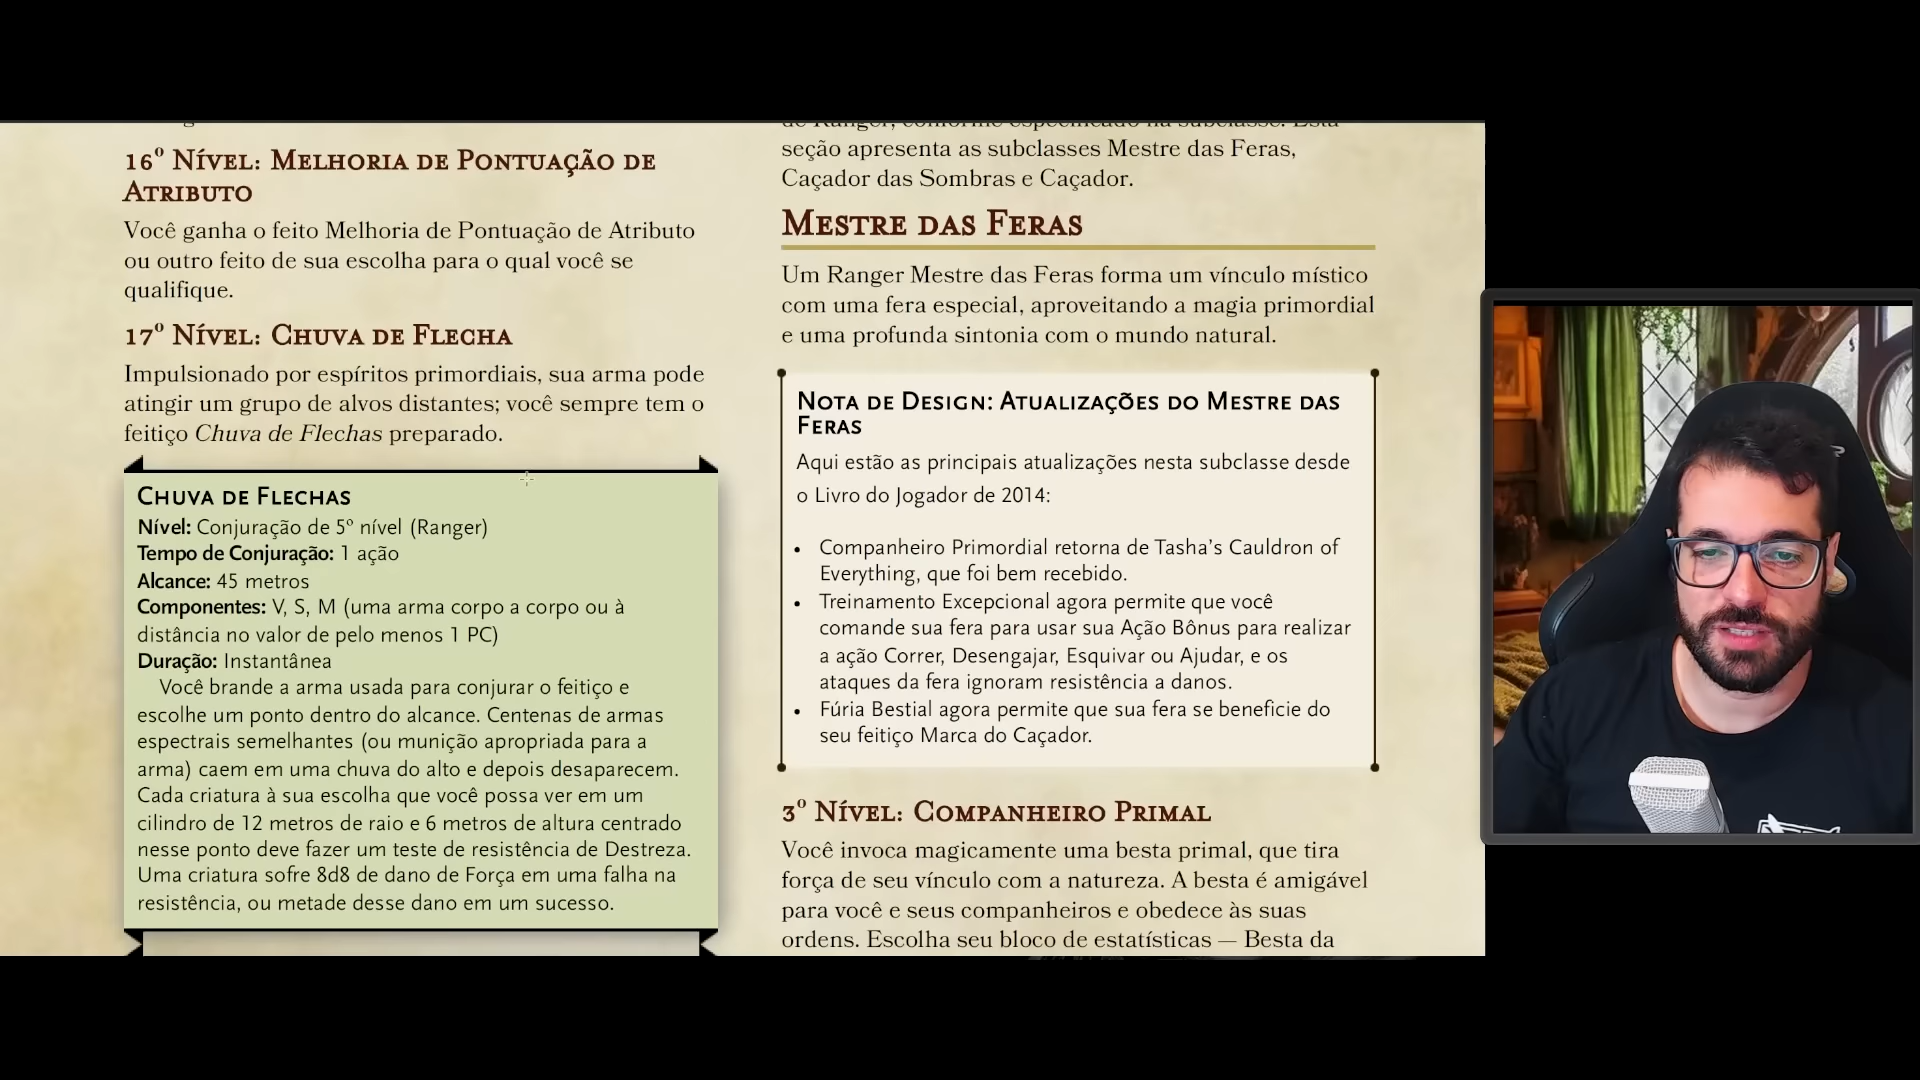 16º Nível: Melhoria de Pontuação de
Atributo
Você ganha o feito Melhoria de Pontuação de Atributo
ou outro feito de sua escolha para o qual você se
qualifique.
17º Nível: Chuva de Flecha
Impulsionado por espíritos primordiais, sua arma pode
atingir um grupo de alvos distantes; você sempre tem o
feitiço Chuva de Flechas preparado.
Chuva de Flechas
Nível: Conjuração de 5º nível (Ranger)
Tempo de Conjuração: 1 ação
Alcance: 45 metros
Componentes: V, S, M (uma arma corpo a corpo ou à
distância no valor de pelo menos 1 PC)
Duração: Instantânea
Você brande a arma usada para conjurar o feitiço e
escolhe um ponto dentro do alcance. Centenas de armas
espectrais semelhantes (ou munição apropriada para a
arma) caem em uma chuva do alto e depois desaparecem.
Cada criatura à sua escolha que você possa ver em um
cilindro de 12 metros de raio e 6 metros de altura centrado
nesse ponto deve fazer um teste de resistência de Destreza.
Uma criatura sofre 8d8 de dano de Força em uma falha na
resistência, ou metade desse dano em um sucesso.
de Ranger, conforme especificado na subclasse. Esta
seção apresenta as subclasses Mestre das Feras,
Caçador das Sombras e Caçador.
Mestre das Feras
Um Ranger Mestre das Feras forma um vínculo místico
com uma fera especial, aproveitando a magia primordial
e uma profunda sintonia com o mundo natural.
Nota de Design: Atualizações do Mestre das
Feras
Aqui estão as principais atualizações nesta subclasse desde
o Livro do Jogador de 2014:
• Companheiro Primordial retorna de Tasha's Cauldron of
Everything, que foi bem recebido.
• Treinamento Excepcional agora permite que você
comande sua fera para usar sua Ação Bônus para realizar
a ação Correr, Desengajar, Esquivar ou Ajudar, e os
ataques da fera ignoram resistência a danos.
• Fúria Bestial agora permite que sua fera se beneficie do
seu feitiço Marca do Caçador.
3º Nível: Companheiro Primal
Você invoca magicamente uma besta primal, que tira
força de seu vínculo com a natureza. A besta é amigável
para você e seus companheiros e obedece às suas
ordens. Escolha seu bloco de estatísticas — Besta da